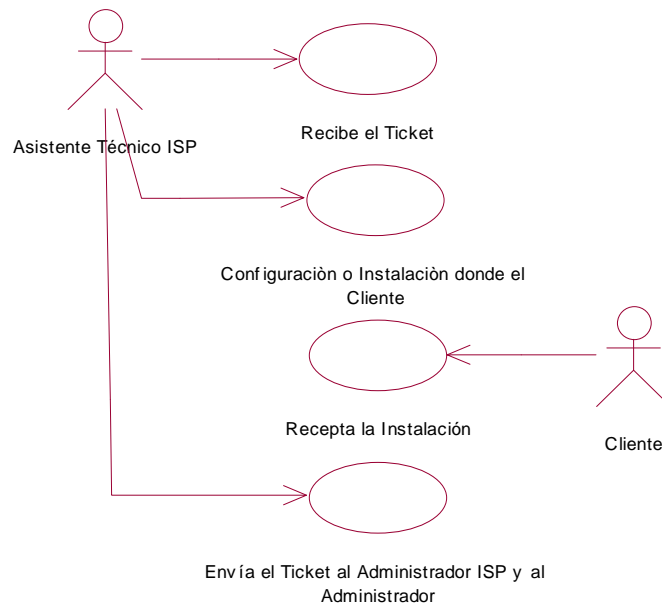 Recibe el Ticket
Asistente Técnico ISP
Configuraciòn o Instalaciòn donde el
Cliente
Recepta la Instalación
Cliente
Envía el Ticket al Administrador ISP y al
Administrador